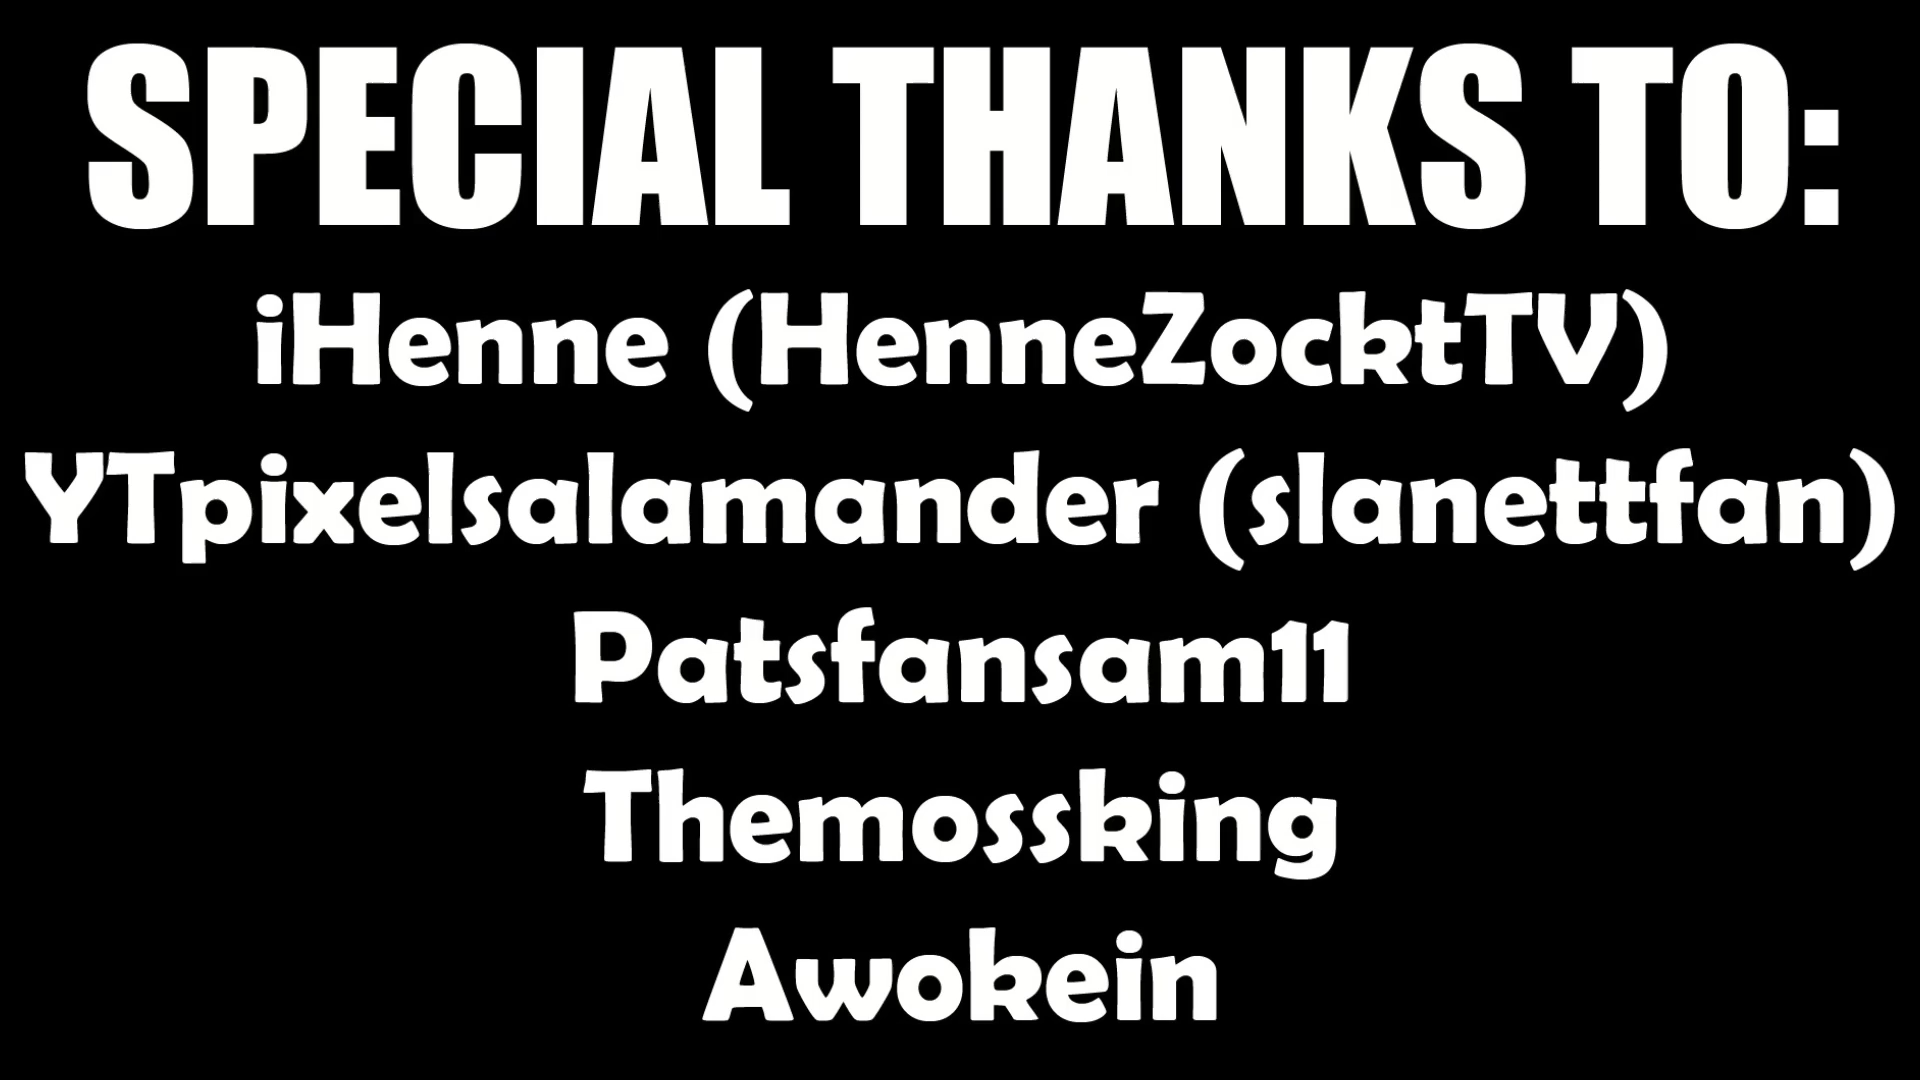 SPECIAL THANKS TO:
iHenne (HenneZocktTV)
YTpixelsalamander (slanettfan)
Patsfansam11
Themossking
Awokein